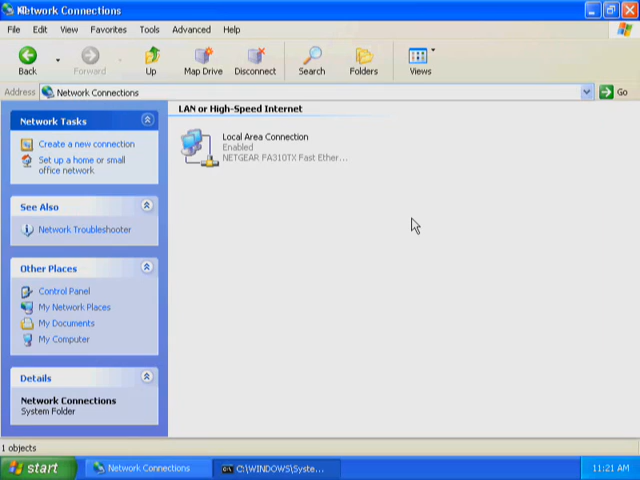 Network Connections
File Edit View Favorites Tools Advanced Help
Back Forward Up Map Drive Disconnect Search Folders Views
Address Network Connections Go
Network Tasks
Create a new connection
Set up a home or small
office network
See Also
Network Troubleshooter
Other Places
Control Panel
My Network Places
My Documents
My Computer
Details
Network Connections
System Folder
LAN or High-Speed Internet
Local Area Connection
Enabled
NETGEAR FA310TX Fast Ether...
1 objects
start Network Connections C:\WINDOWS\Syste... 11:21 AM